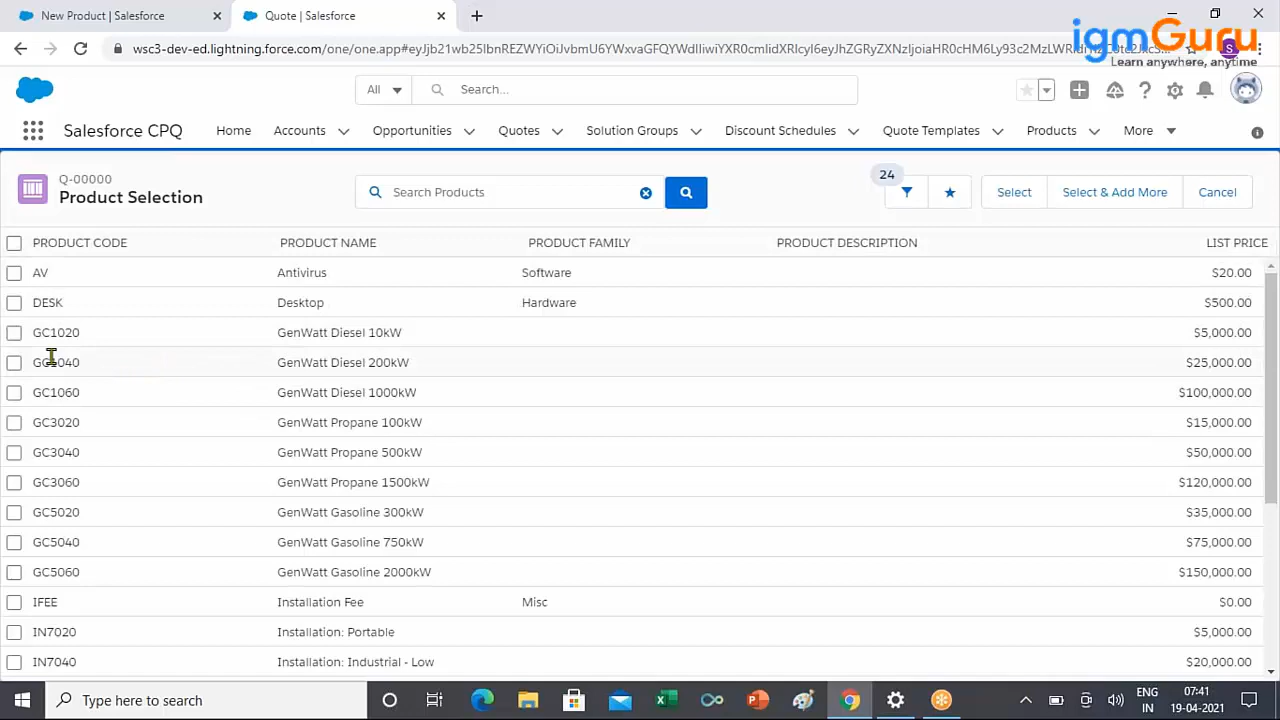 New Product | Salesforce
Quote | Salesforce
igmGuru
Learn anywhere, anytime
All
Search...
Salesforce CPQ
Home
Accounts
Opportunities
Quotes
Solution Groups
Discount Schedules
Quote Templates
Products
More
Q-00000
Product Selection
Search Products
24
Select
Select & Add More
Cancel
PRODUCT CODE PRODUCT NAME PRODUCT FAMILY PRODUCT DESCRIPTION LIST PRICE
AV Antivirus Software $20.00
DESK Desktop Hardware $500.00
GC1020 GenWatt Diesel 10kW $5,000.00
GC1040 GenWatt Diesel 200kW $25,000.00
GC1060 GenWatt Diesel 1000kW $100,000.00
GC3020 GenWatt Propane 100kW $15,000.00
GC3040 GenWatt Propane 500kW $50,000.00
GC3060 GenWatt Propane 1500kW $120,000.00
GC5020 GenWatt Gasoline 300kW $35,000.00
GC5040 GenWatt Gasoline 750kW $75,000.00
GC5060 GenWatt Gasoline 2000kW $150,000.00
IFEE Installation Fee Misc $0.00
IN7020 Installation: Portable $5,000.00
IN7040 Installation: Industrial - Low $20,000.00
Type here to search
ENG 07:41
IN 19-04-2021